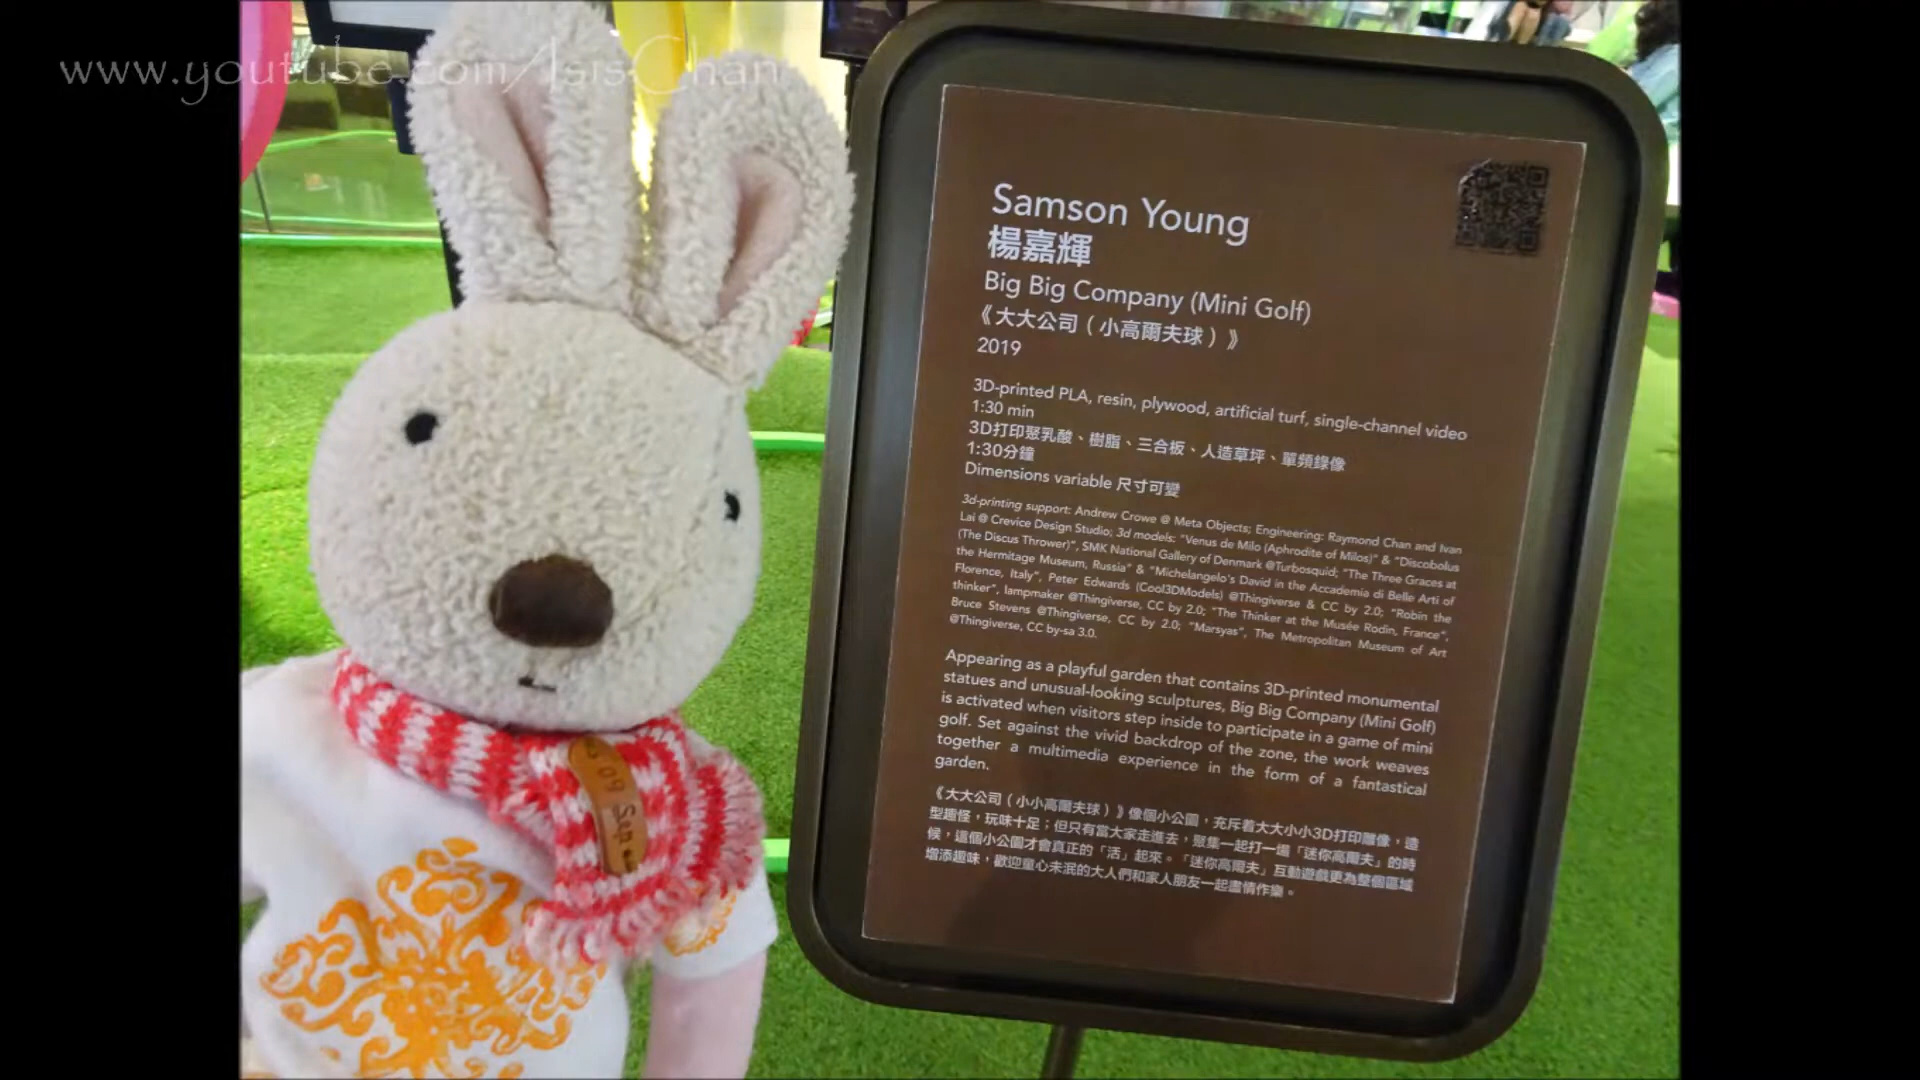 www.youtube.com/IsisChan
Samson Young
楊嘉輝
Big Big Company (Mini Golf)
《大大公司（小高爾夫球）》
2019
3D-printed PLA, resin, plywood, artificial turf, single-channel video
1:30 min
3D打印聚乳酸、樹脂、三合板、人造草坪、單頻錄像
1:30分鐘
Dimensions variable 尺寸可變
3d-printing support: Andrew Crowe @ Meta Objects; Engineering: Raymond Chan and Ivan
Lai @ Crevice Design Studio; 3d models: "Venus de Milo (Aphrodite of Milos)" & "Discobolus
(The Discus Thrower)", SMK National Gallery of Denmark @Turbosquid; "The Three Graces at
the Hermitage Museum, Russia" & "Michelangelo's David in the Accademia di Belle Arti of
Florence, Italy", Peter Edwards (Cool3DModels) @Thingiverse & CC by 2.0; "Robin the
thinker", lampmaker @Thingiverse, CC by 2.0; "The Thinker at the Musée Rodin, France",
Bruce Stevens @Thingiverse, CC by 2.0; "Marsyas", The Metropolitan Museum of Art
@Thingiverse, CC by-sa 3.0.
Appearing as a playful garden that contains 3D-printed monumental
statues and unusual-looking sculptures, Big Big Company (Mini Golf)
is activated when visitors step inside to participate in a game of mini
golf. Set against the vivid backdrop of the zone, the work weaves
together a multimedia experience in the form of a fantastical
garden.
《大大公司（小小高爾夫球）》像個小公園，充斥着大大小小3D打印雕像，造
型趣怪，玩味十足；但只有當大家走進去，聚集一起打一場「迷你高爾夫」的時
候，這個小公園才會真正的「活」起來。「迷你高爾夫」互動遊戲更為整個區域
增添趣味，歡迎童心未泯的大人們和家人朋友一起盡情作樂。
09 Sep